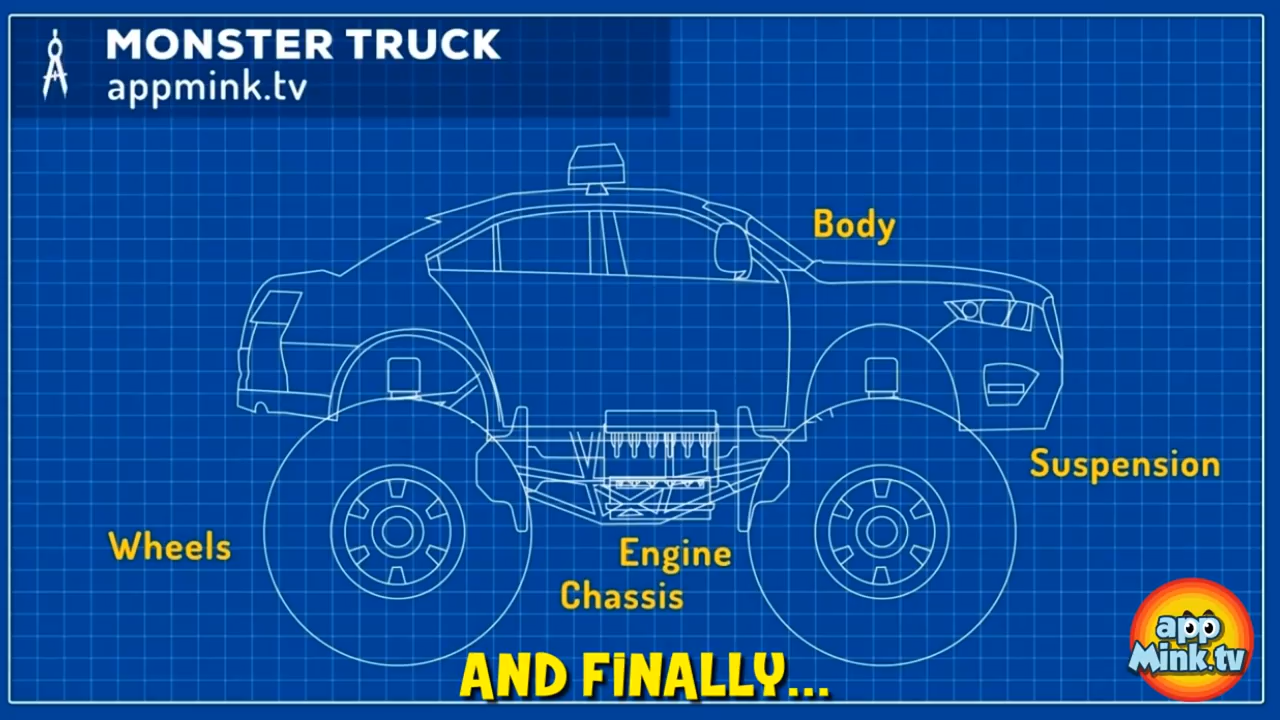 MONSTER TRUCK
appmink.tv
Body
Suspension
Wheels
Engine
Chassis
AND FINALLY...
app
Mink.tv